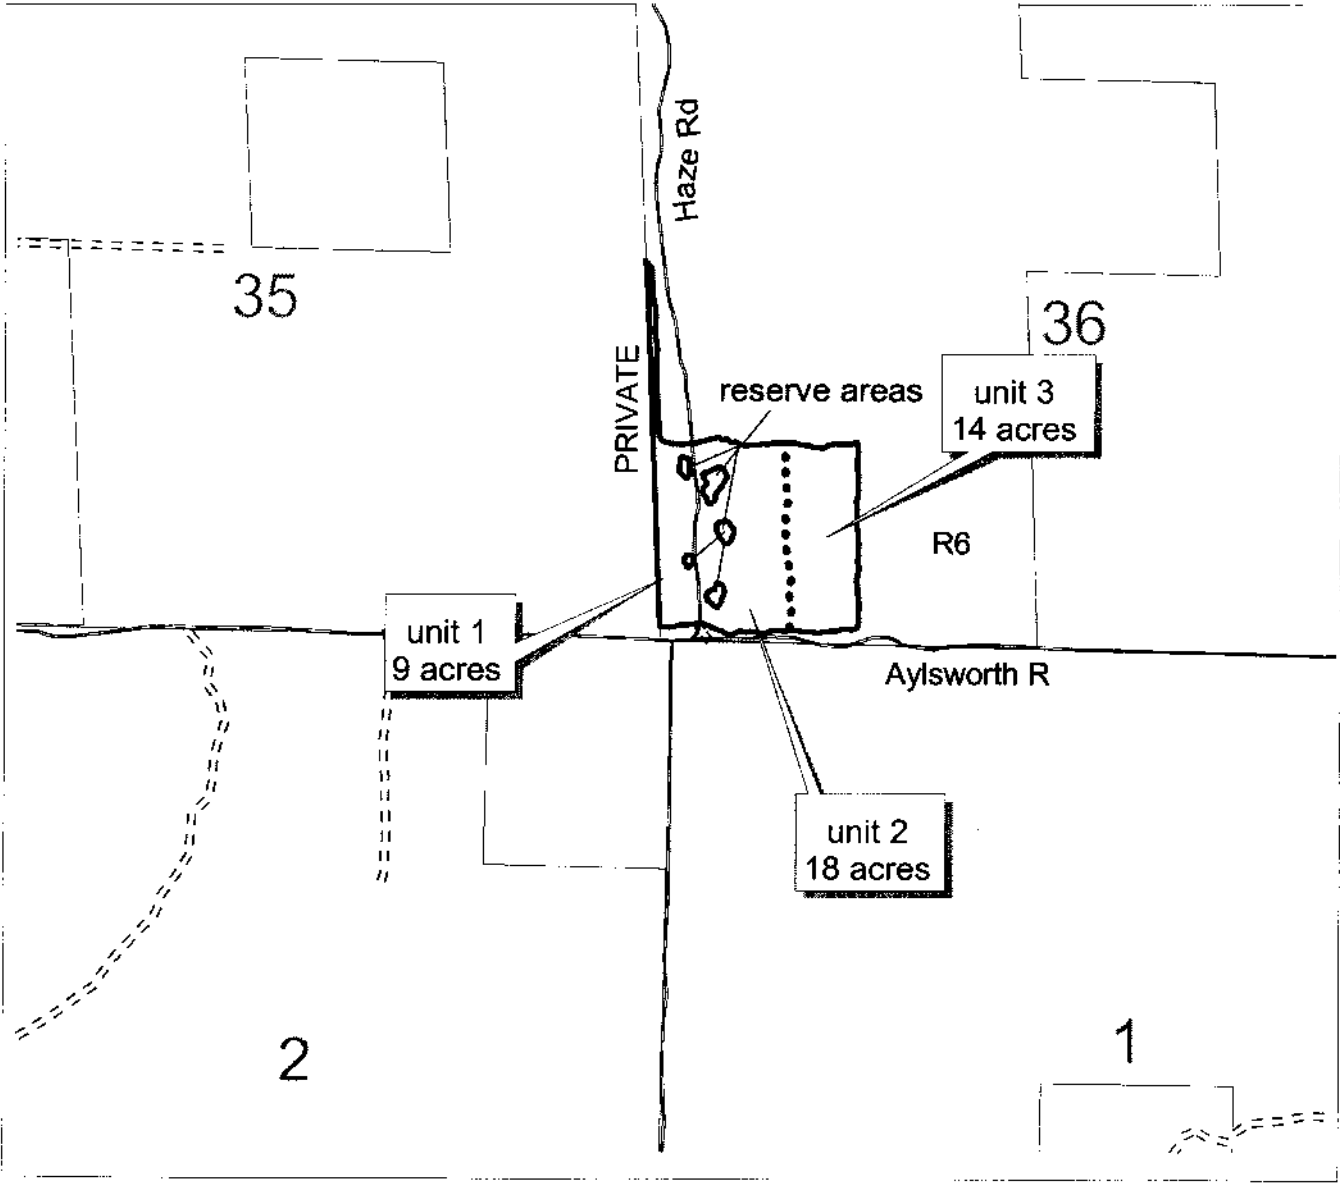 Haze Rd
35
36
PRIVATE
reserve areas
unit 3
14 acres
R6
unit 1
9 acres
Aylsworth R
unit 2
18 acres
2
1